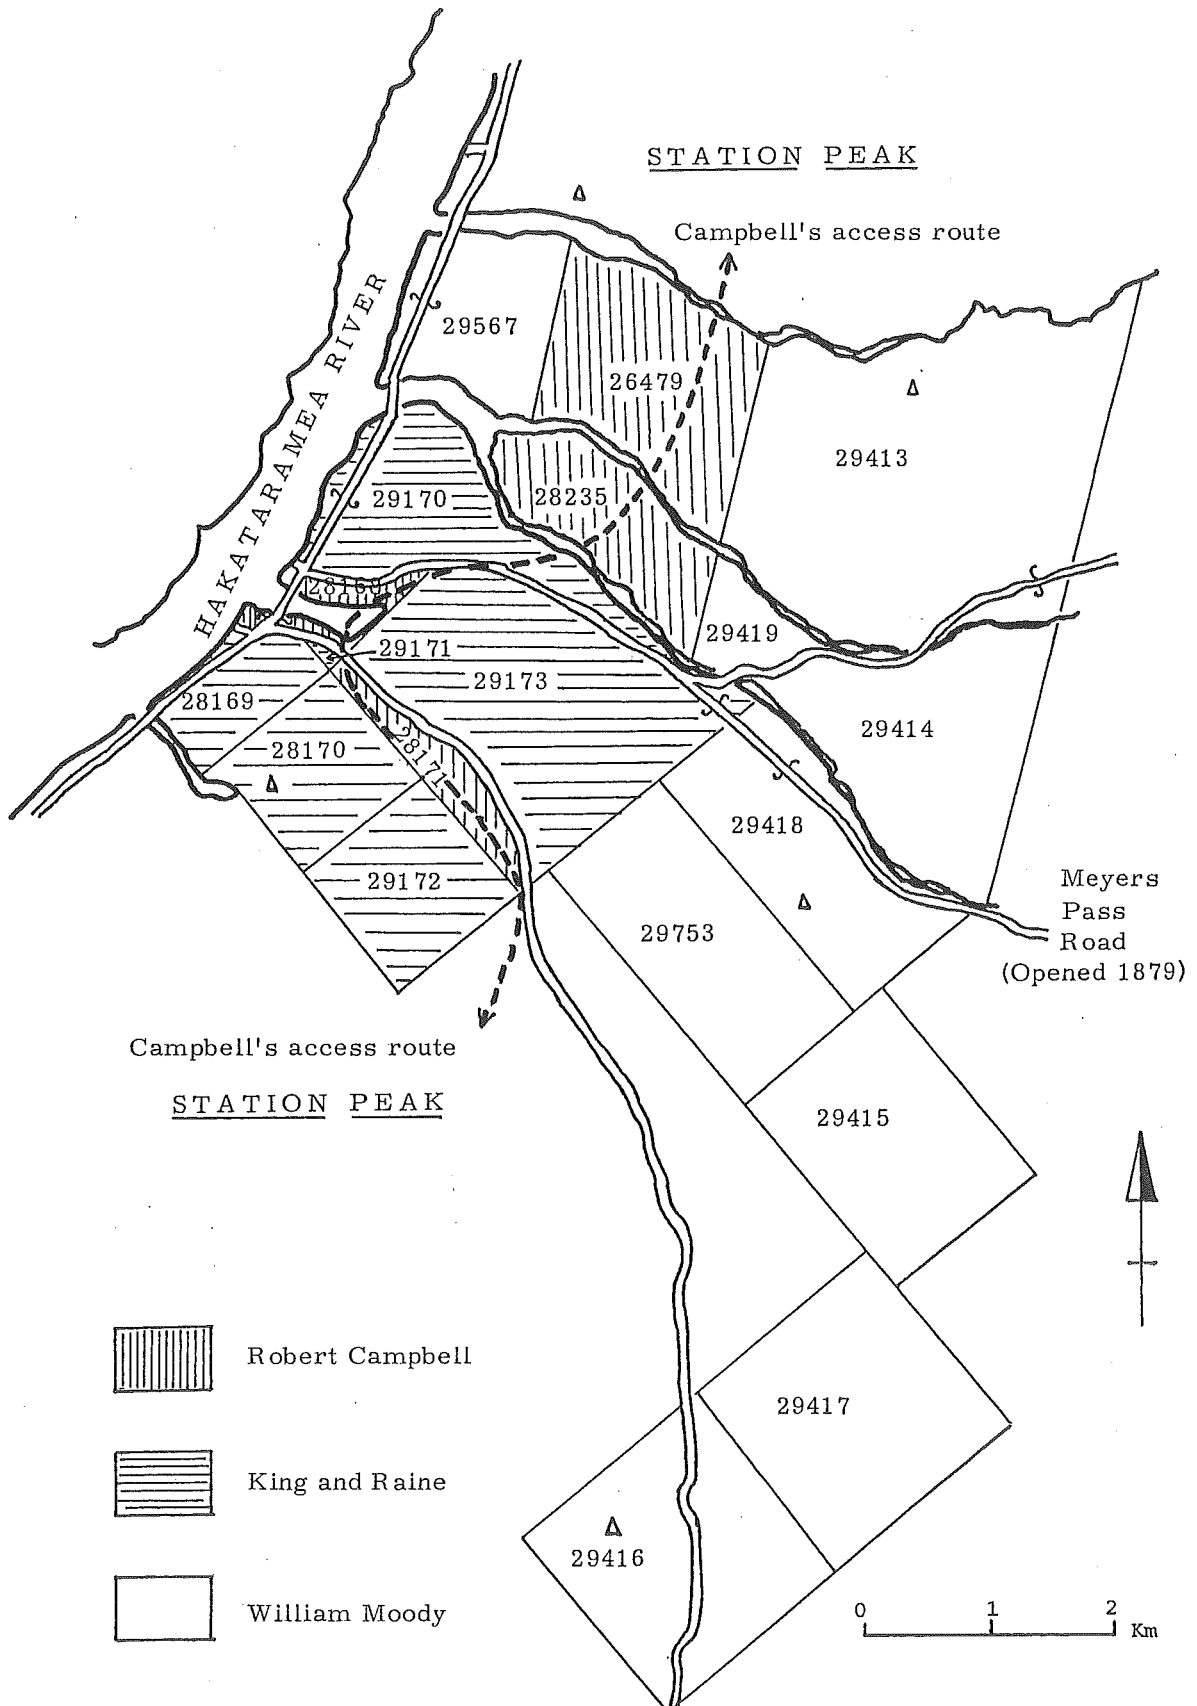 STATION PEAK
Campbell's access route
29567
26479
29413
HAKATARAMEA RIVER
29170
28235
28169
29419
29171
29173
28169
29414
28170
28171
29418
29172
29753
Meyers
Pass
Road
(Opened 1879)
Campbell's access route
STATION PEAK
29415
Robert Campbell
29417
King and Raine
29416
William Moody
0 1 2
Km